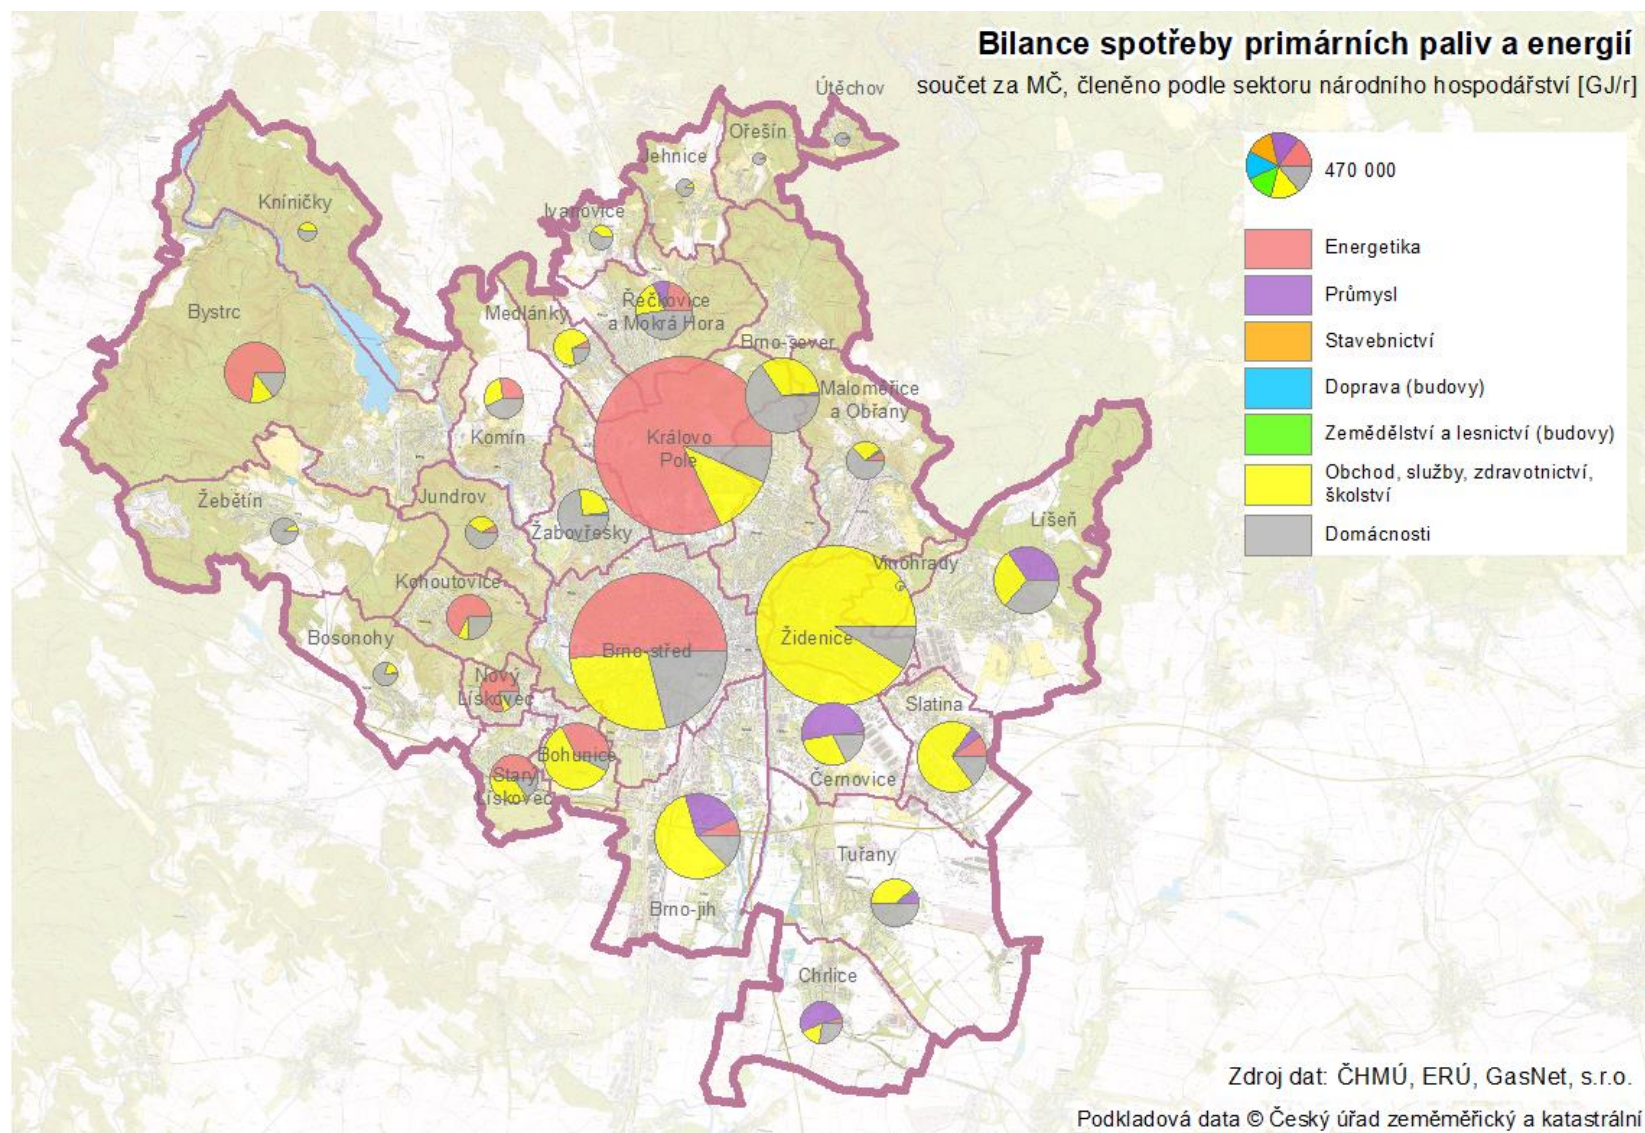 Bilance spotřeby primárních paliv a energií
součet za MČ, členěno podle sektoru národního hospodářství [GJ/r]
470 000
Energetika
Průmysl
Stavebnictví
Doprava (budovy)
Zemědělství a lesnictví (budovy)
Obchod, služby, zdravotnictví,
školství
Domácnosti
Útěchov
Ořešín
Jehnice
Kníničky
Ivanovice
Bystrc
Medlánky
Řečkovice
a Mokrá Hora
Brno-sever
Maloměřice
a Obřany
Komín
Královo
Pole
Žebětín
Jundrov
Žabovřesky
Líšeň
Vinohrady
Kohoutovice
Bosonohy
Brno-střed
Židenice
Nový
Lískovec
Slatina
Bohunice
Starý
Lískovec
Černovice
Tuřany
Brno-jih
Chrlice
Zdroj dat: ČHMÚ, ERÚ, GasNet, s.r.o.
Podkladová data © Český úřad zeměměřický a katastrální